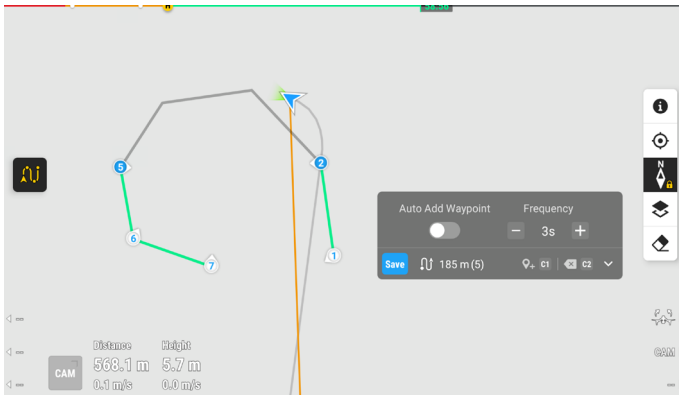 H
N
5
2
6
7
1
Auto Add Waypoint
Frequency
3s
Save
185 m (5)
C1
C2
Distance
Height
CAM
568.1 m
5.7 m
0.1 m/s
0.0 m/s
CAM